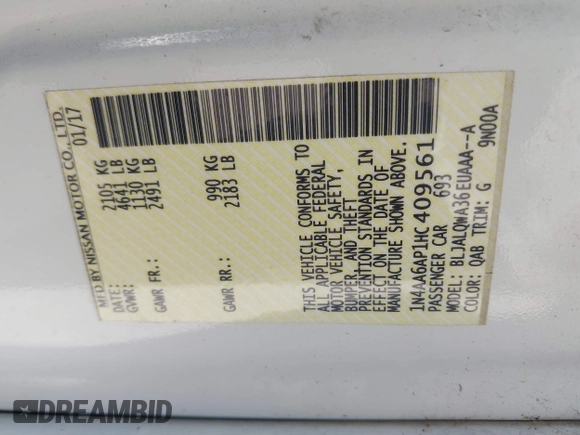 MFD BY NISSAN MOTOR CO., LTD.
DATE: 01/17
GVWR: 2105 KG
4641 LB
GAWR FR: 1130 KG
2491 LB
GAWR RR: 990 KG
2183 LB
THIS VEHICLE CONFORMS TO
ALL APPLICABLE FEDERAL
MOTOR VEHICLE SAFETY,
BUMPER, AND THEFT
PREVENTION STANDARDS IN
EFFECT ON THE DATE OF
MANUFACTURE SHOWN ABOVE.
1N4AA6AP1HC409561
PASSENGER CAR 693
MODEL: BLJALQWA36EUAAA--A
COLOR: QAB TRIM: G 9N00A
DREAMBID